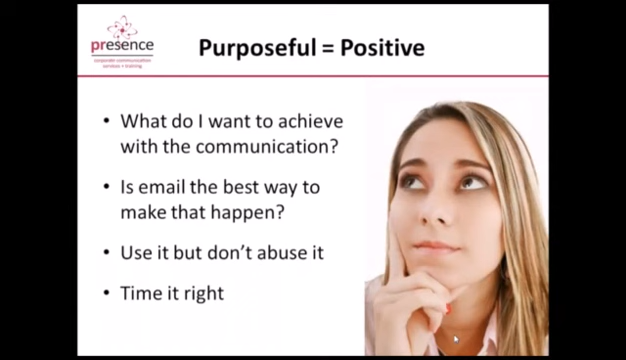 presence
corporate communication
services + training
Purposeful = Positive
• What do I want to achieve
with the communication?
• Is email the best way to
make that happen?
• Use it but don't abuse it
• Time it right